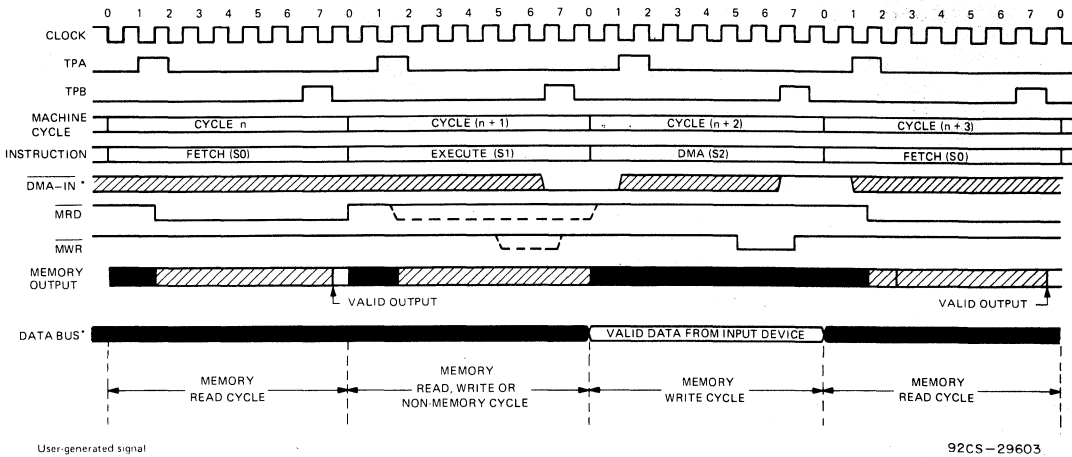 0 1 2 3 4 5 6 7 0 1 2 3 4 5 6 7 0 1 2 3 4 5 6 7 0 1 2 3 4 5 6 7 0
CLOCK
TPA
TPB
MACHINE CYCLE
CYCLE n
CYCLE (n + 1)
CYCLE (n + 2)
CYCLE (n + 3)
INSTRUCTION
FETCH (S0)
EXECUTE (S1)
DMA (S2)
FETCH (S0)
DMA-IN *
MRD
MWR
MEMORY
OUTPUT
VALID OUTPUT
VALID OUTPUT
DATA BUS*
VALID DATA FROM INPUT DEVICE
MEMORY
READ CYCLE
MEMORY
READ, WRITE OR
NON-MEMORY CYCLE
MEMORY
WRITE CYCLE
MEMORY
READ CYCLE
User-generated signal
92CS-29603